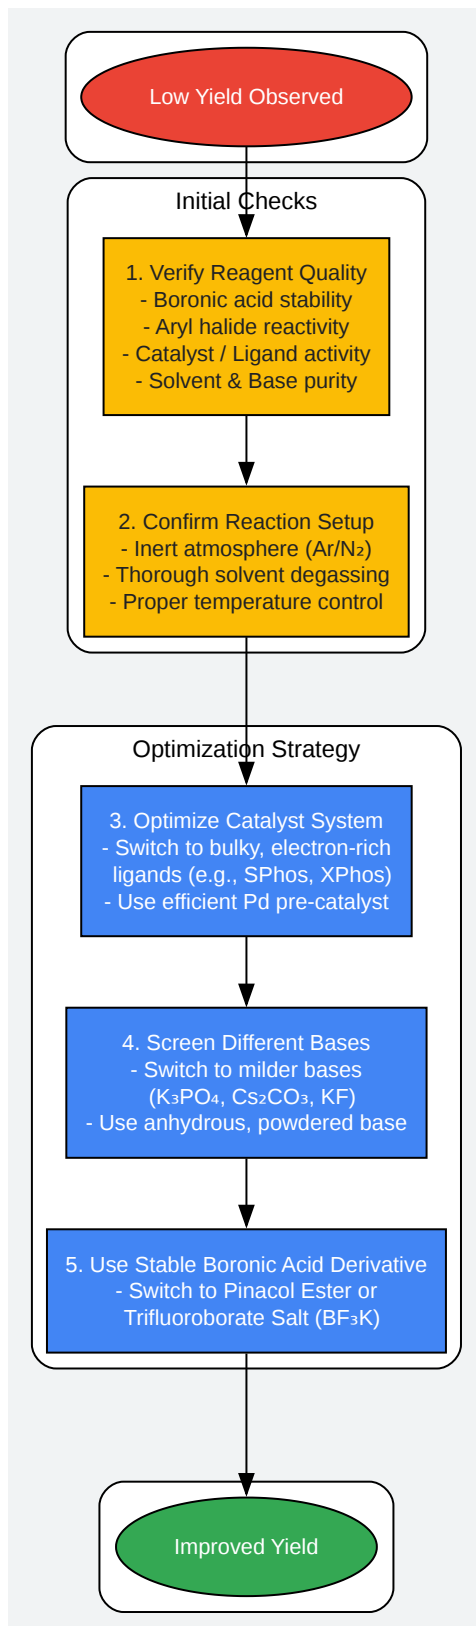 Low Yield Observed
Initial Checks
1. Verify Reagent Quality
- Boronic acid stability
- Aryl halide reactivity
- Catalyst / Ligand activity
- Solvent & Base purity
2. Confirm Reaction Setup
- Inert atmosphere (Ar/N₂)
- Thorough solvent degassing
- Proper temperature control
Optimization Strategy
3. Optimize Catalyst System
- Switch to bulky, electron-rich
ligands (e.g., SPhos, XPhos)
- Use efficient Pd pre-catalyst
4. Screen Different Bases
- Switch to milder bases
(K₃PO₄, Cs₂CO₃, KF)
- Use anhydrous, powdered base
5. Use Stable Boronic Acid Derivative
- Switch to Pinacol Ester or
Trifluoroborate Salt (BF₃K)
Improved Yield